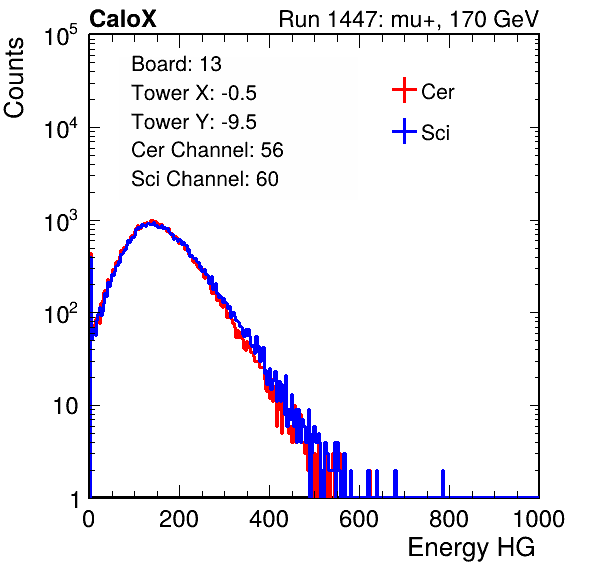 CaloX Run 1447: mu+, 170 GeV
Counts
Board: 13
Tower X: -0.5
Tower Y: -9.5
Cer Channel: 56
Sci Channel: 60
Cer
Sci
10^5
10^4
10^3
10^2
10
1
0 200 400 600 800 1000
Energy HG